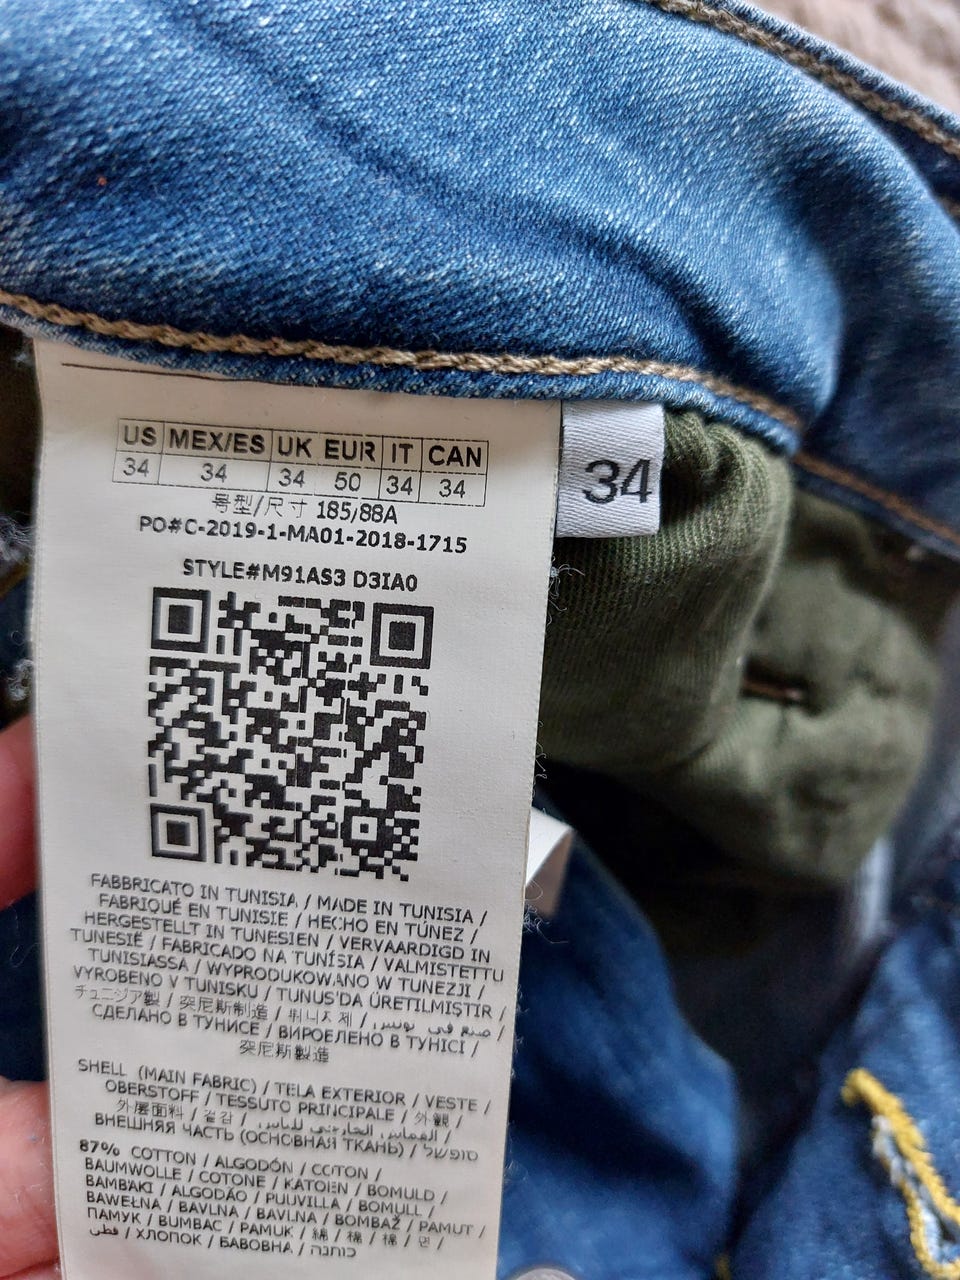 US MEX/ES UK EUR IT CAN
34 34 34 50 34 34
号型/尺寸 185/88A
PO#C-2019-1-MA01-2018-1715
STYLE#M91AS3 D3IA0
34
FABBRICATO IN TUNISIA / MADE IN TUNISIA /
FABRIQUÉ EN TUNISIE / HECHO EN TÚNEZ /
HERGESTELLT IN TUNESIEN / VERVAARDIGD IN
TUNESIË / FABRICADO NA TUNÍSIA / VALMISTETTU
TUNISIASSA / WYPRODUKOWANO W TUNEZJI /
VYROBENO V TUNISKU / TUNUS'DA ÜRETILMIŞTIR /
チュニジア製 / 突尼斯制造 / 튀니지제 / صنع في تونس /
СДЕЛАНО В ТУНИСЕ / ВИРОБЛЕНО В ТУНІСІ /
突尼斯製造
SHELL (MAIN FABRIC) / TELA EXTERIOR / VESTE /
OBERSTOFF / TESSUTO PRINCIPALE /
外层面料 / 겉감 / 外観 /
ВНЕШНЯЯ ЧАСТЬ (ОСНОВНАЯ ТКАНЬ) /
87% COTTON / ALGODÓN / COTON /
BAUMWOLLE / COTONE / KATOEN / BOMULD /
BAMBAKI / ALGODÃO / PUUVILLA / BOMULL /
BAWEŁNA / BAVLNA / BAVLNA / BOMBAŽ / PAMUT /
ПАМУК / BUMBAC / PAMUK / 綿 / 棉 / 棉 / 면 /
قطن / ХЛОПОК / БАВОВНА / כותנה